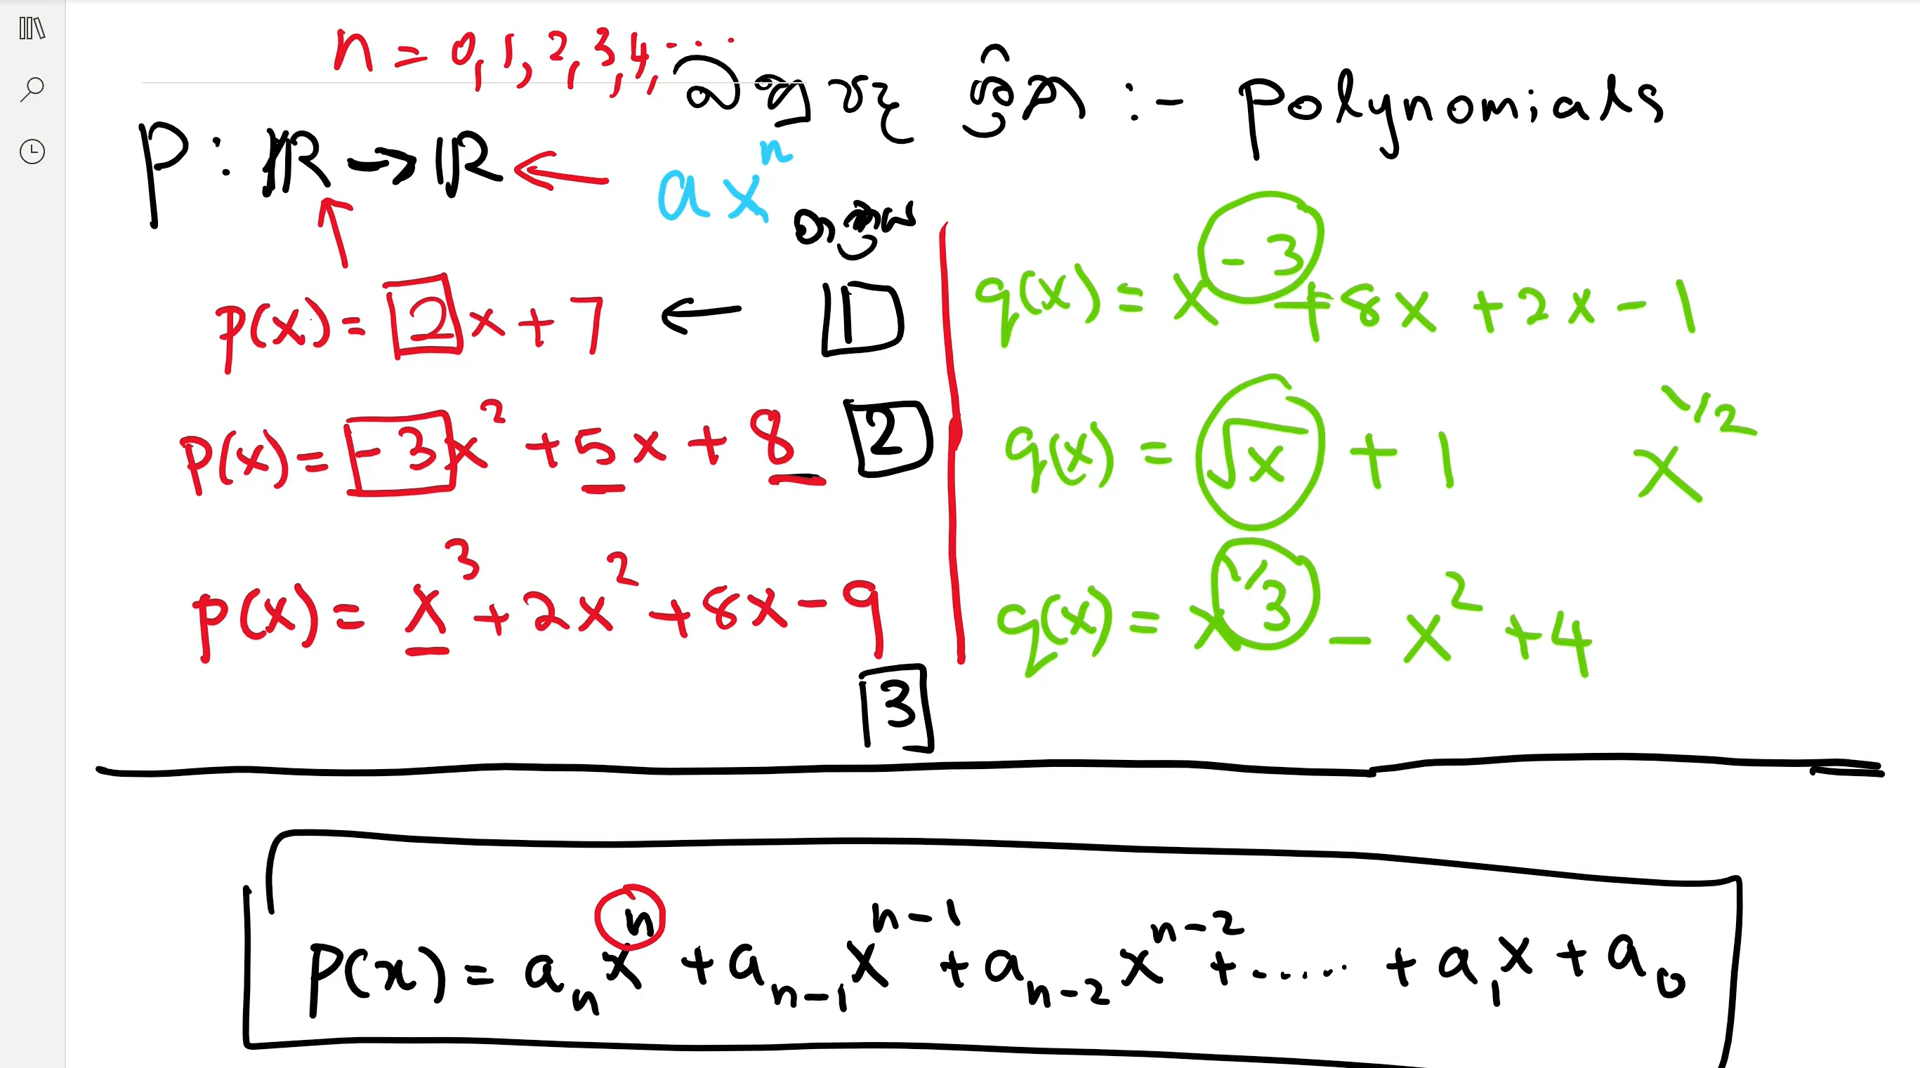 n = 0, 1, 2, 3, 4, ...
බහුපද ශ්‍රිත :- polynomials
P : ℝ → ℝ ← axⁿ
p(x) = 2x + 7 ← 1
p(x) = -3x² + 5x + 8 2
p(x) = x³ + 2x² + 8x - 9
3
q(x) = x⁻³ + 8x + 2x - 1
q(x) = √x + 1 x^1/2
q(x) = x^1/3 - x² + 4
P(x) = aₙxⁿ + aₙ₋₁xⁿ⁻¹ + aₙ₋₂xⁿ⁻² + ..... + a₁x + a₀